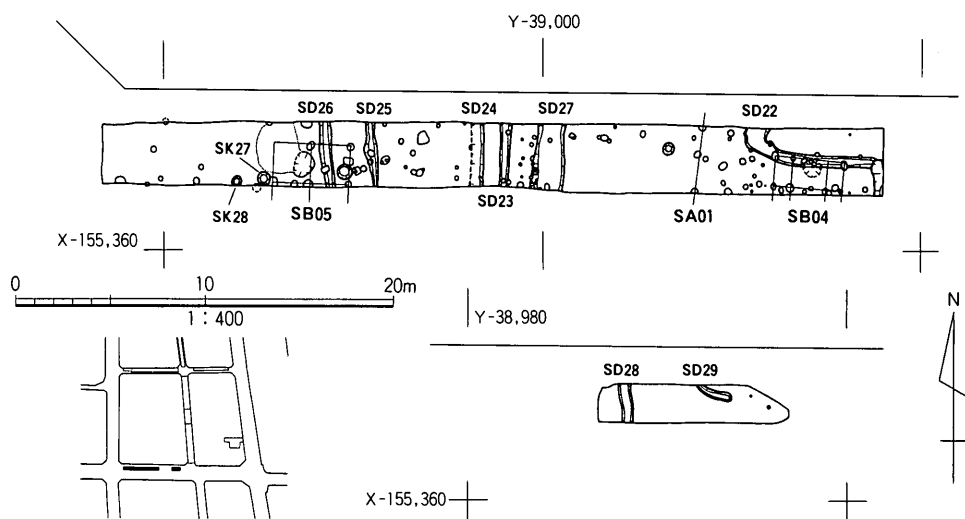 Y-39,000
SD26 SD25 SD24 SD27 SD22
SK27
SK28 SB05 SD23 SA01 SB04
X-155,360
0 10 20m
1:400
Y-38,980
N
SD28 SD29
X-155,360